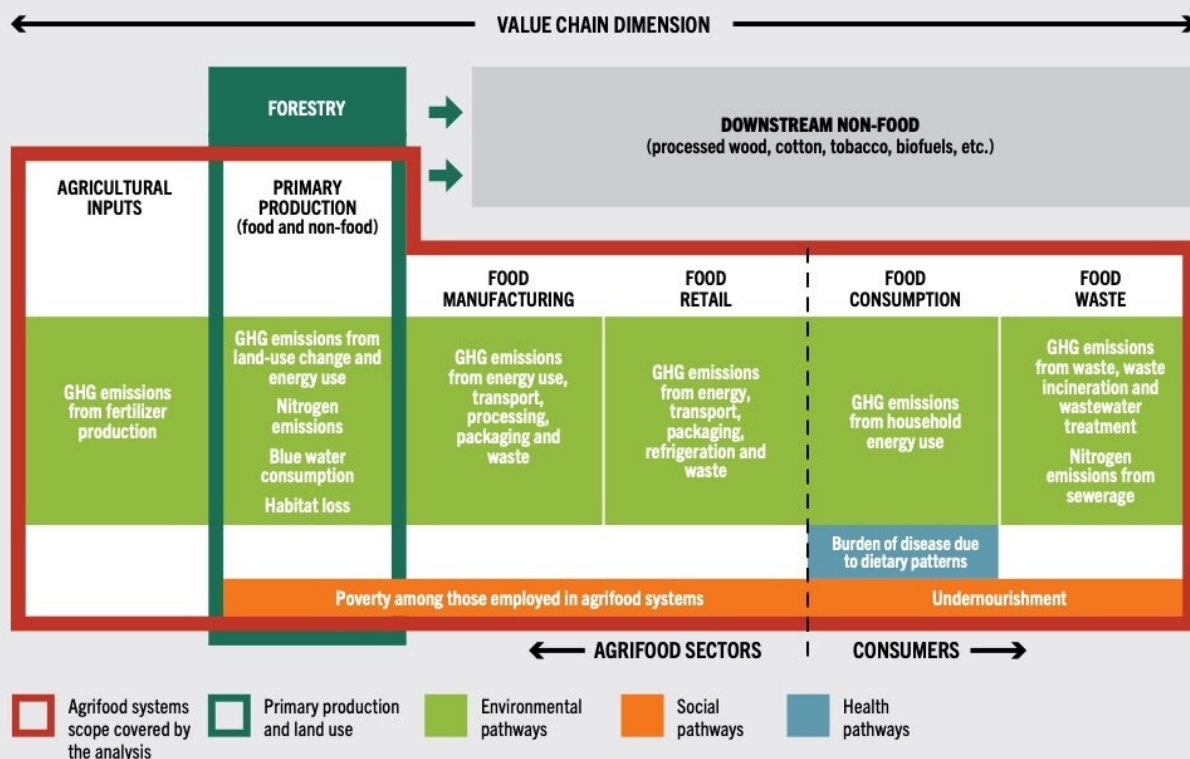 VALUE CHAIN DIMENSION
FORESTRY
DOWNSTREAM NON-FOOD
(processed wood, cotton, tobacco, biofuels, etc.)
AGRICULTURAL
INPUTS
PRIMARY
PRODUCTION
(food and non-food)
FOOD
MANUFACTURING
FOOD
RETAIL
FOOD
CONSUMPTION
FOOD
WASTE
GHG emissions
from fertilizer
production
GHG emissions from
land-use change and
energy use
Nitrogen
emissions
Blue water
consumption
Habitat loss
GHG emissions
from energy use,
transport,
processing,
packaging and
waste
GHG emissions
from energy,
transport,
packaging,
refrigeration and
waste
GHG emissions
from household
energy use
GHG emissions
from waste, waste
incineration and
wastewater
treatment
Nitrogen
emissions from
sewerage
Burden of disease due
to dietary patterns
Poverty among those employed in agrifood systems
Undernourishment
AGRIFOOD SECTORS
CONSUMERS
Agrifood systems
scope covered by
the analysis
Primary production
and land use
Environmental
pathways
Social
pathways
Health
pathways